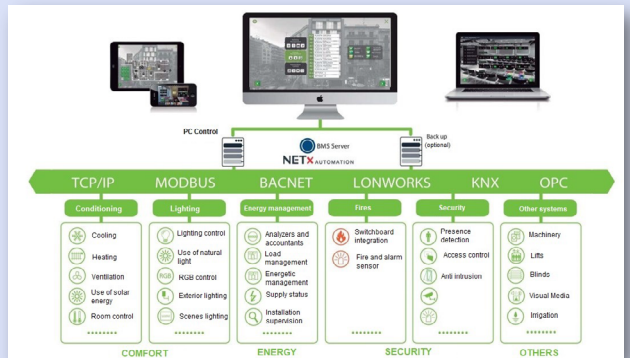 PC Control
BMS Server
NETx AUTOMATION
Back up
(optional)
TCP/IP MODBUS BACNET LONWORKS KNX OPC
Conditioning
Cooling
Heating
Ventilation
Use of solar
energy
Room control
Lighting
Lighting control
Use of natural
light
RGB
RGB control
Exterior lighting
Scenes lighting
Energy management
Analyzers and
accountants
Load
management
Energetic
management
Supply status
Installation
supervision
Fires
Switchboard
integration
Fire and alarm
sensor
Security
Presence
detection
Access control
Anti intrusion
Other systems
Machinery
Lifts
Blinds
Visual Media
Irrigation
COMFORT ENERGY SECURITY OTHERS